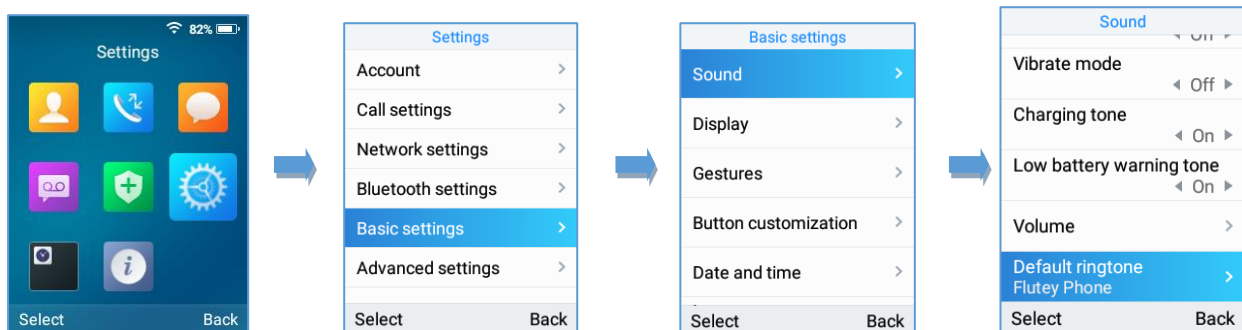 82%
Settings
Select Back
Settings
Account
Call settings
Network settings
Bluetooth settings
Basic settings
Advanced settings
Select Back
Basic settings
Sound
Display
Gestures
Button customization
Date and time
Select Back
Sound
Vibrate mode
Off
Charging tone
On
Low battery warning tone
On
Volume
Default ringtone
Flutey Phone
Select Back